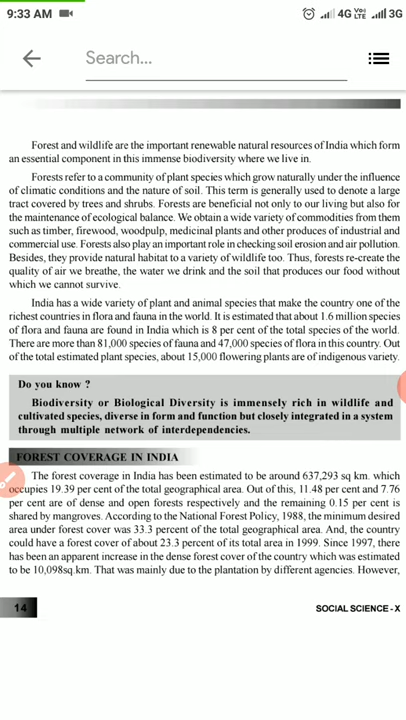 9:33 AM
4G Vo) LTE 3G
Search...
Forest and wildlife are the important renewable natural resources of India which form
an essential component in this immense biodiversity where we live in.
Forests refer to a community of plant species which grow naturally under the influence
of climatic conditions and the nature of soil. This term is generally used to denote a large
tract covered by trees and shrubs. Forests are beneficial not only to our living but also for
the maintenance of ecological balance. We obtain a wide variety of commodities from them
such as timber, firewood, woodpulp, medicinal plants and other produces of industrial and
commercial use. Forests also play an important role in checking soil erosion and air pollution.
Besides, they provide natural habitat to a variety of wildlife too. Thus, forests re-create the
quality of air we breathe, the water we drink and the soil that produces our food without
which we cannot survive.
India has a wide variety of plant and animal species that make the country one of the
richest countries in flora and fauna in the world. It is estimated that about 1.6 million species
of flora and fauna are found in India which is 8 per cent of the total species of the world.
There are more than 81,000 species of fauna and 47,000 species of flora in this country. Out
of the total estimated plant species, about 15,000 flowering plants are of indigenous variety.
Do you know ?
Biodiversity or Biological Diversity is immensely rich in wildlife and
cultivated species, diverse in form and function but closely integrated in a system
through multiple network of interdependencies.
FOREST COVERAGE IN INDIA
The forest coverage in India has been estimated to be around 637,293 sq km. which
occupies 19.39 per cent of the total geographical area. Out of this, 11.48 per cent and 7.76
per cent are of dense and open forests respectively and the remaining 0.15 per cent is
shared by mangroves. According to the National Forest Policy, 1988, the minimum desired
area under forest cover was 33.3 percent of the total geographical area. And, the country
could have a forest cover of about 23.3 percent of its total area in 1999. Since 1997, there
has been an apparent increase in the dense forest cover of the country which was estimated
to be 10,098sq.km. That was mainly due to the plantation by different agencies. However,
14
SOCIAL SCIENCE - X